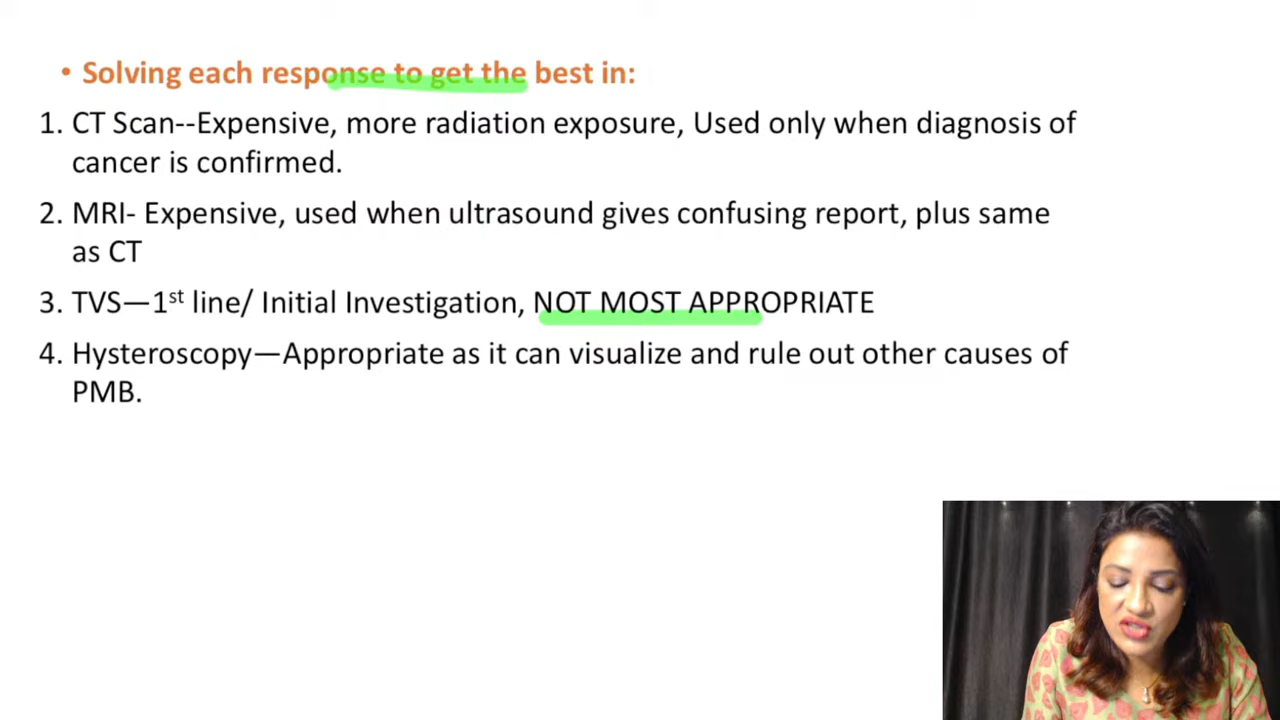 • Solving each response to get the best in:
1. CT Scan--Expensive, more radiation exposure, Used only when diagnosis of
cancer is confirmed.
2. MRI- Expensive, used when ultrasound gives confusing report, plus same
as CT
3. TVS—1st line/ Initial Investigation, NOT MOST APPROPRIATE
4. Hysteroscopy—Appropriate as it can visualize and rule out other causes of
PMB.